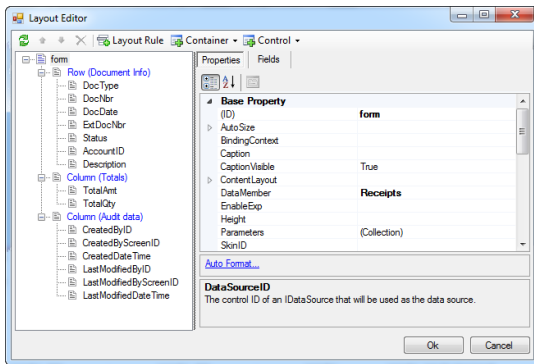 Layout Editor
Layout Rule Container Control
form
Row (Document Info)
DocType
DocNbr
DocDate
ExtDocNbr
Status
AccountID
Description
Column (Totals)
TotalAmt
TotalQty
Column (Audit data)
CreatedByID
CreatedByScreenID
CreatedDateTime
LastModifiedByID
LastModifiedByScreenID
LastModifiedDateTime
Properties Fields
Base Property
(ID) form
AutoSize
BindingContext
Caption
CaptionVisible True
ContentLayout
DataMember Receipts
EnableExp
Height
Parameters (Collection)
SkinID
Auto Format...
DataSourceID
The control ID of an IDataSource that will be used as the data source.
Ok Cancel